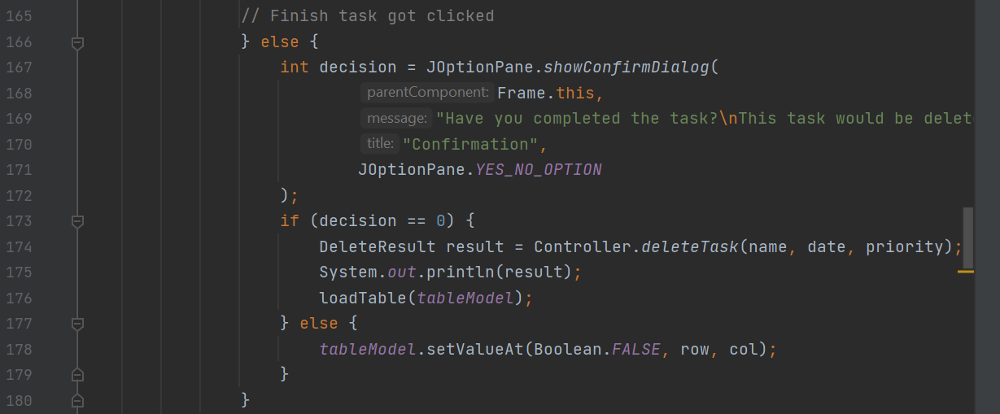 165 // Finish task got clicked
166 } else {
167 int decision = JOptionPane.showConfirmDialog(
168 parentComponent: Frame.this,
169 message: "Have you completed the task?\nThis task would be delet
170 title: "Confirmation",
171 JOptionPane.YES_NO_OPTION
172 );
173 if (decision == 0) {
174 DeleteResult result = Controller.deleteTask(name, date, priority);
175 System.out.println(result);
176 loadTable(tableModel);
177 } else {
178 tableModel.setValueAt(Boolean.FALSE, row, col);
179 }
180 }